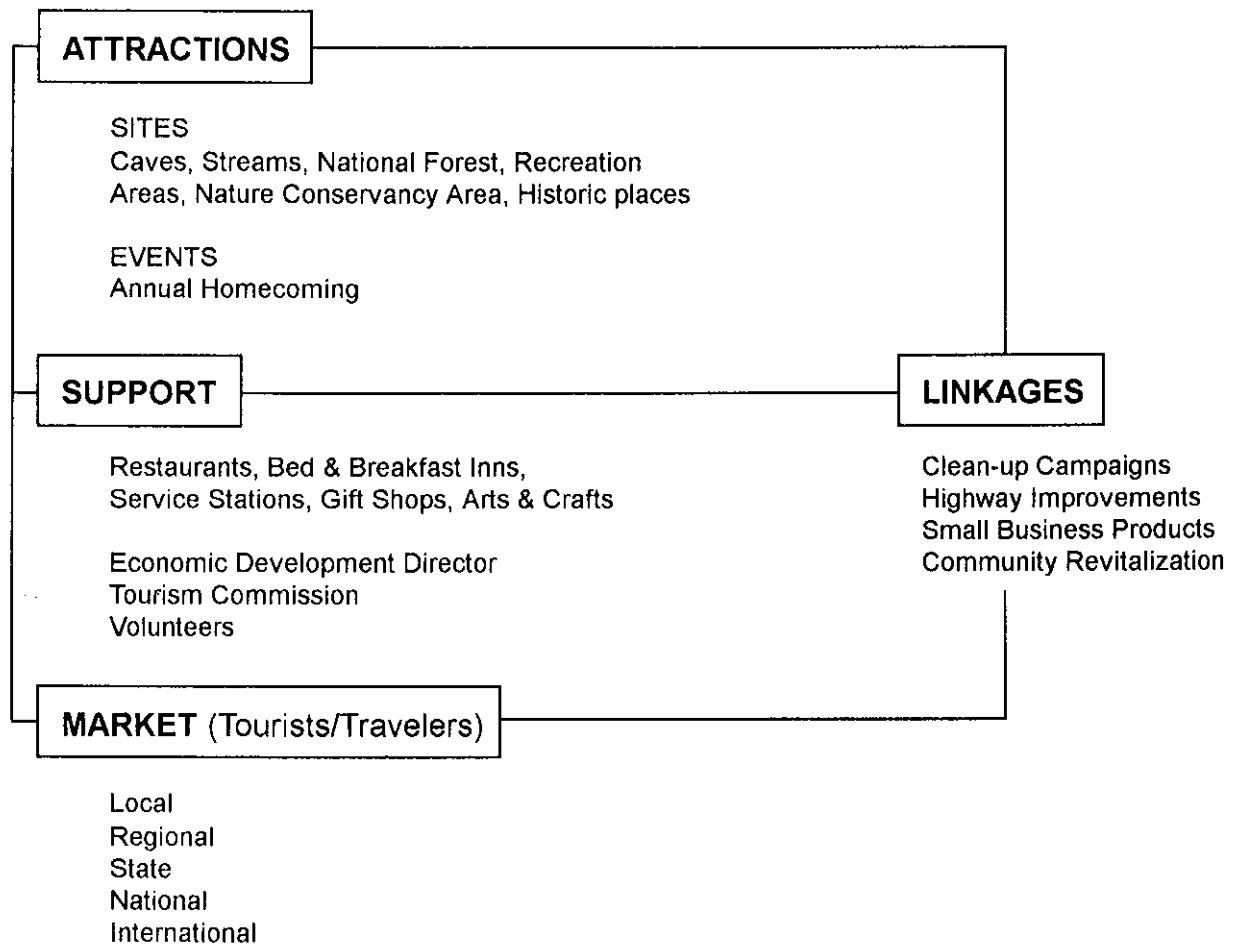 ATTRACTIONS
SITES
Caves, Streams, National Forest, Recreation
Areas, Nature Conservancy Area, Historic places
EVENTS
Annual Homecoming
SUPPORT
Restaurants, Bed & Breakfast Inns,
Service Stations, Gift Shops, Arts & Crafts
Economic Development Director
Tourism Commission
Volunteers
LINKAGES
Clean-up Campaigns
Highway Improvements
Small Business Products
Community Revitalization
MARKET (Tourists/Travelers)
Local
Regional
State
National
International